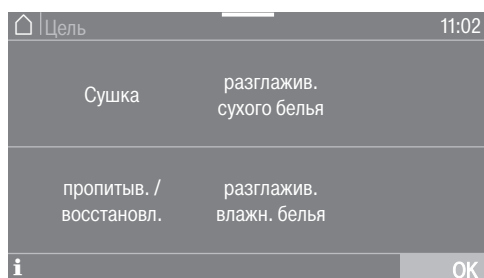 Цель 11:02
Сушка
разглажив.
сухого белья
пропитыв. /
восстановл.
разглажив.
влажн. белья
i OK